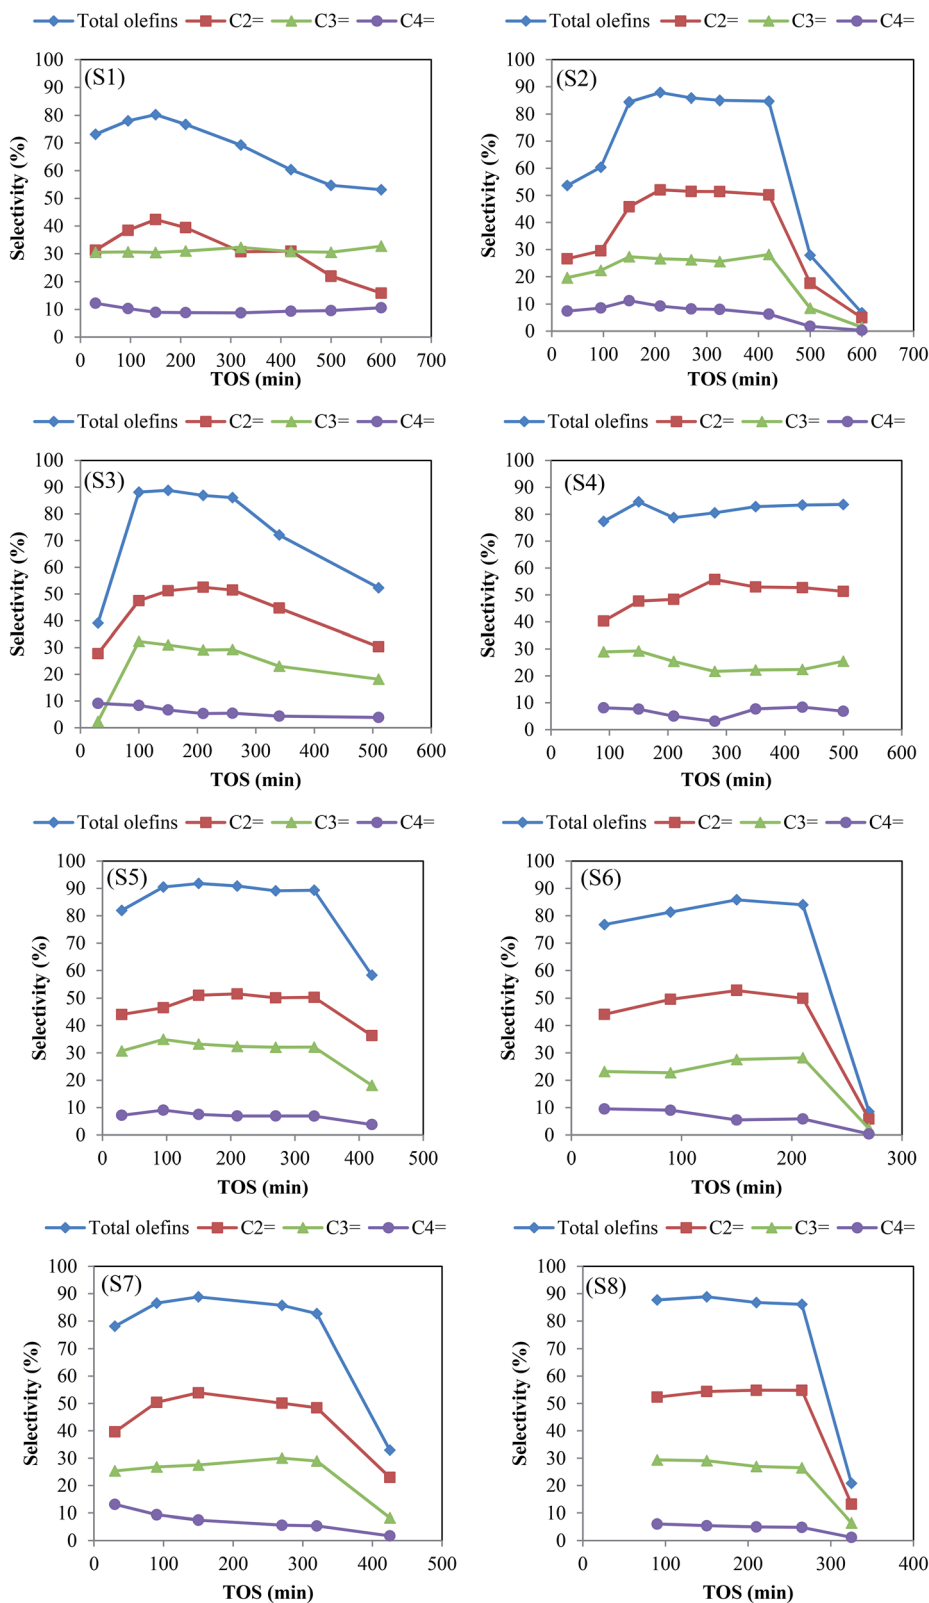 Total olefins C2= C3= C4=
Total olefins C2= C3= C4=
(S1)
Selectivity (%)
100
90
80
70
60
50
40
30
20
10
0
0 100 200 300 400 500 600 700
TOS (min)
(S2)
Selectivity (%)
100
90
80
70
60
50
40
30
20
10
0
0 100 200 300 400 500 600 700
TOS (min)
Total olefins C2= C3= C4=
Total olefins C2= C3= C4=
(S3)
Selectivity (%)
100
90
80
70
60
50
40
30
20
10
0
0 100 200 300 400 500 600
TOS (min)
(S4)
Selectivity (%)
100
90
80
70
60
50
40
30
20
10
0
0 100 200 300 400 500 600
TOS (min)
Total olefins C2= C3= C4=
Total olefins C2= C3= C4=
(S5)
Selectivity (%)
100
90
80
70
60
50
40
30
20
10
0
0 100 200 300 400 500
TOS (min)
(S6)
Selectivity (%)
100
90
80
70
60
50
40
30
20
10
0
0 100 200 300
TOS (min)
Total olefins C2= C3= C4=
Total olefins C2= C3= C4=
(S7)
Selectivity (%)
100
90
80
70
60
50
40
30
20
10
0
0 100 200 300 400 500
TOS (min)
(S8)
Selectivity (%)
100
90
80
70
60
50
40
30
20
10
0
0 100 200 300 400
TOS (min)